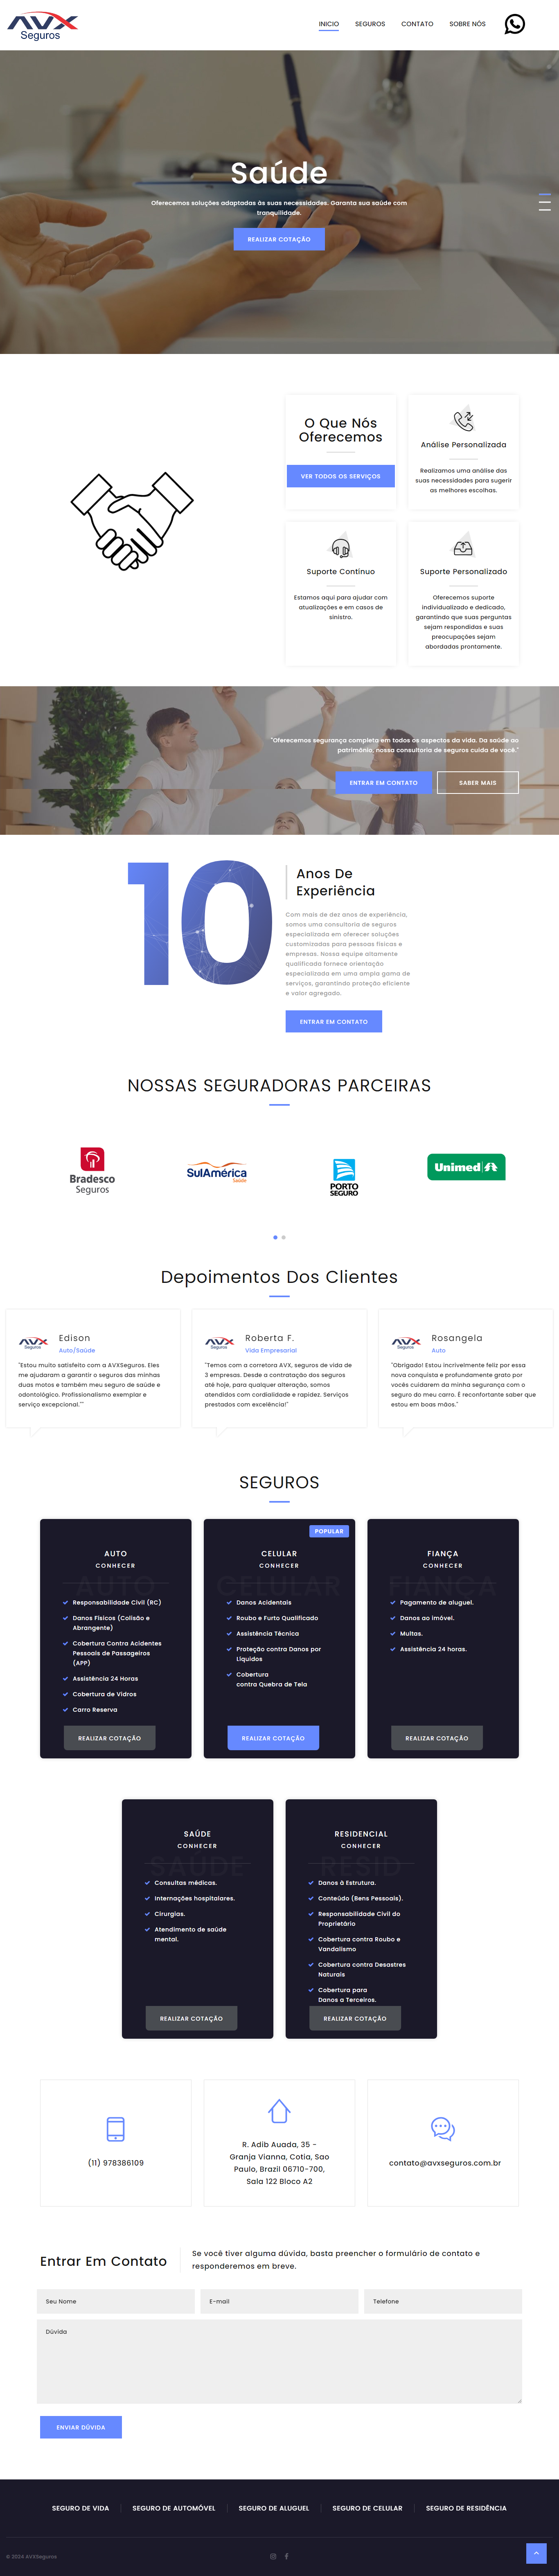 AVX
Seguros
INICIO
SEGUROS
CONTATO
SOBRE NÓS
Saúde
Oferecemos soluções adaptadas às suas necessidades. Garanta sua saúde com
tranquilidade.
REALIZAR COTAÇÃO
O Que Nós
Oferecemos
VER TODOS OS SERVIÇOS
Análise Personalizada
Realizamos uma análise das
suas necessidades para sugerir
as melhores escolhas.
Suporte Contínuo
Estamos aqui para ajudar com
atualizações e em casos de
sinistro.
Suporte Personalizado
Oferecemos suporte
individualizado e dedicado,
garantindo que suas perguntas
sejam respondidas e suas
preocupações sejam
abordadas prontamente.
"Oferecemos segurança completa em todos os aspectos da vida. Da saúde ao
patrimônio, nossa consultoria de seguros cuida de você."
ENTRAR EM CONTATO
SABER MAIS
10
Anos De
Experiência
Com mais de dez anos de experiência,
somos uma consultoria de seguros
especializada em oferecer soluções
customizadas para pessoas físicas e
empresas. Nossa equipe altamente
qualificada fornece orientação
especializada em uma ampla gama de
serviços, garantindo proteção eficiente
e valor agregado.
ENTRAR EM CONTATO
NOSSAS SEGURADORAS PARCEIRAS
Bradesco
Seguros
SulAmérica
Saúde
PORTO
SEGURO
Unimed
Depoimentos Dos Clientes
AVX
Seguros
Edison
Auto/Saúde
"Estou muito satisfeito com a AVXSeguros. Eles
me ajudaram a garantir o seguros das minhas
duas motos e também meu seguro de saúde e
odontológico. Profissionalismo exemplar e
serviço excepcional.""
AVX
Seguros
Roberta F.
Vida Empresarial
"Temos com a corretora AVX, seguros de vida de
3 empresas. Desde a contratação dos seguros
até hoje, para qualquer alteração, somos
atendidos com cordialidade e rapidez. Serviços
prestados com excelência!"
AVX
Seguros
Rosangela
Auto
"Obrigada! Estou incrivelmente feliz por essa
nova conquista e profundamente grato por
vocês cuidarem da minha segurança com o
seguro do meu carro. É reconfortante saber que
estou em boas mãos."
SEGUROS
AUTO
CONHECER
AUTO
Responsabilidade Civil (RC)
Danos Físicos (Colisão e
Abrangente)
Cobertura Contra Acidentes
Pessoais de Passageiros
(APP)
Assistência 24 Horas
Cobertura de Vidros
Carro Reserva
REALIZAR COTAÇÃO
POPULAR
CELULAR
CONHECER
CELULAR
Danos Acidentais
Roubo e Furto Qualificado
Assistência Técnica
Proteção contra Danos por
Líquidos
Cobertura
contra Quebra de Tela
REALIZAR COTAÇÃO
FIANÇA
CONHECER
FIANÇA
Pagamento de aluguel.
Danos ao imóvel.
Multas.
Assistência 24 horas.
REALIZAR COTAÇÃO
SAÚDE
CONHECER
SAÚDE
Consultas médicas.
Internações hospitalares.
Cirurgias.
Atendimento de saúde
mental.
REALIZAR COTAÇÃO
RESIDENCIAL
CONHECER
RESID
Danos à Estrutura.
Conteúdo (Bens Pessoais).
Responsabilidade Civil do
Proprietário
Cobertura contra Roubo e
Vandalismo
Cobertura contra Desastres
Naturais
Cobertura para
Danos a Terceiros.
REALIZAR COTAÇÃO
(11) 978386109
R. Adib Auada, 35 -
Granja Vianna, Cotia, Sao
Paulo, Brazil 06710-700,
Sala 122 Bloco A2
contato@avxseguros.com.br
Entrar Em Contato
Se você tiver alguma dúvida, basta preencher o formulário de contato e
responderemos em breve.
Seu Nome
E-mail
Telefone
Dúvida
ENVIAR DÚVIDA
SEGURO DE VIDA
SEGURO DE AUTOMÓVEL
SEGURO DE ALUGUEL
SEGURO DE CELULAR
SEGURO DE RESIDÊNCIA
© 2024 AVXSeguros